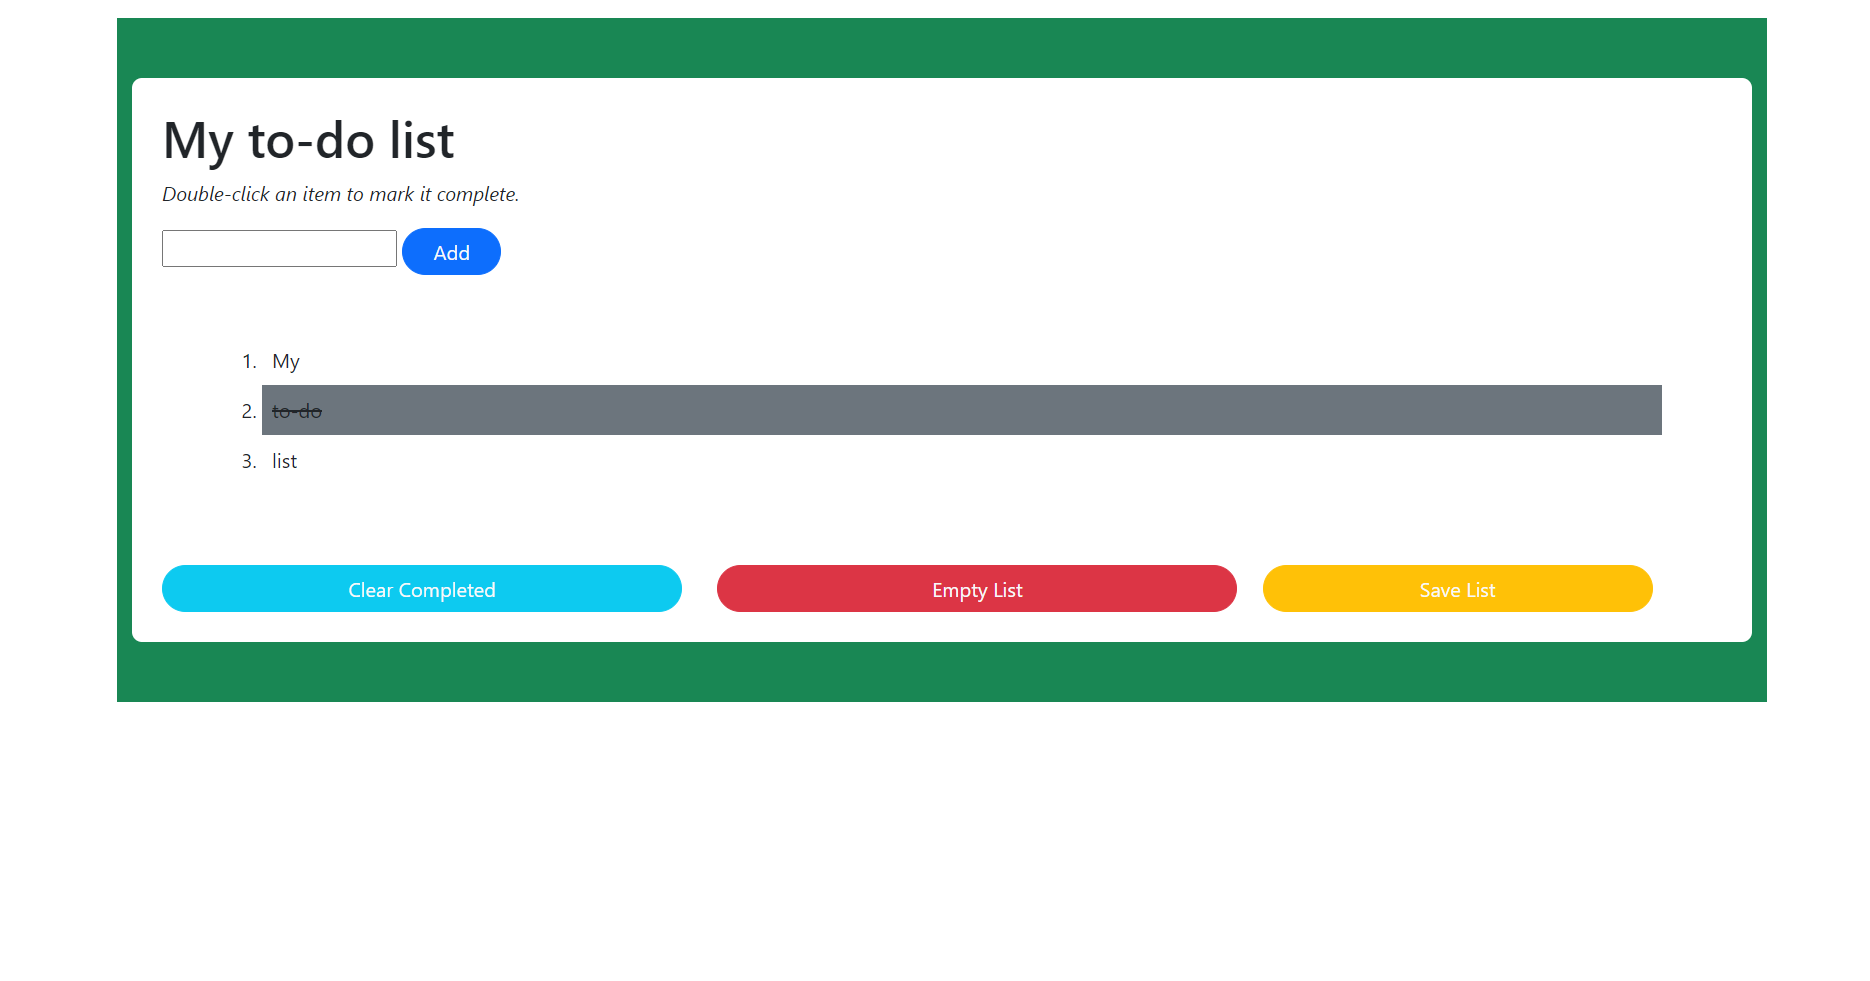 My to-do list
Double-click an item to mark it complete.
Add
1. My
2. to-do
3. list
Clear Completed Empty List Save List